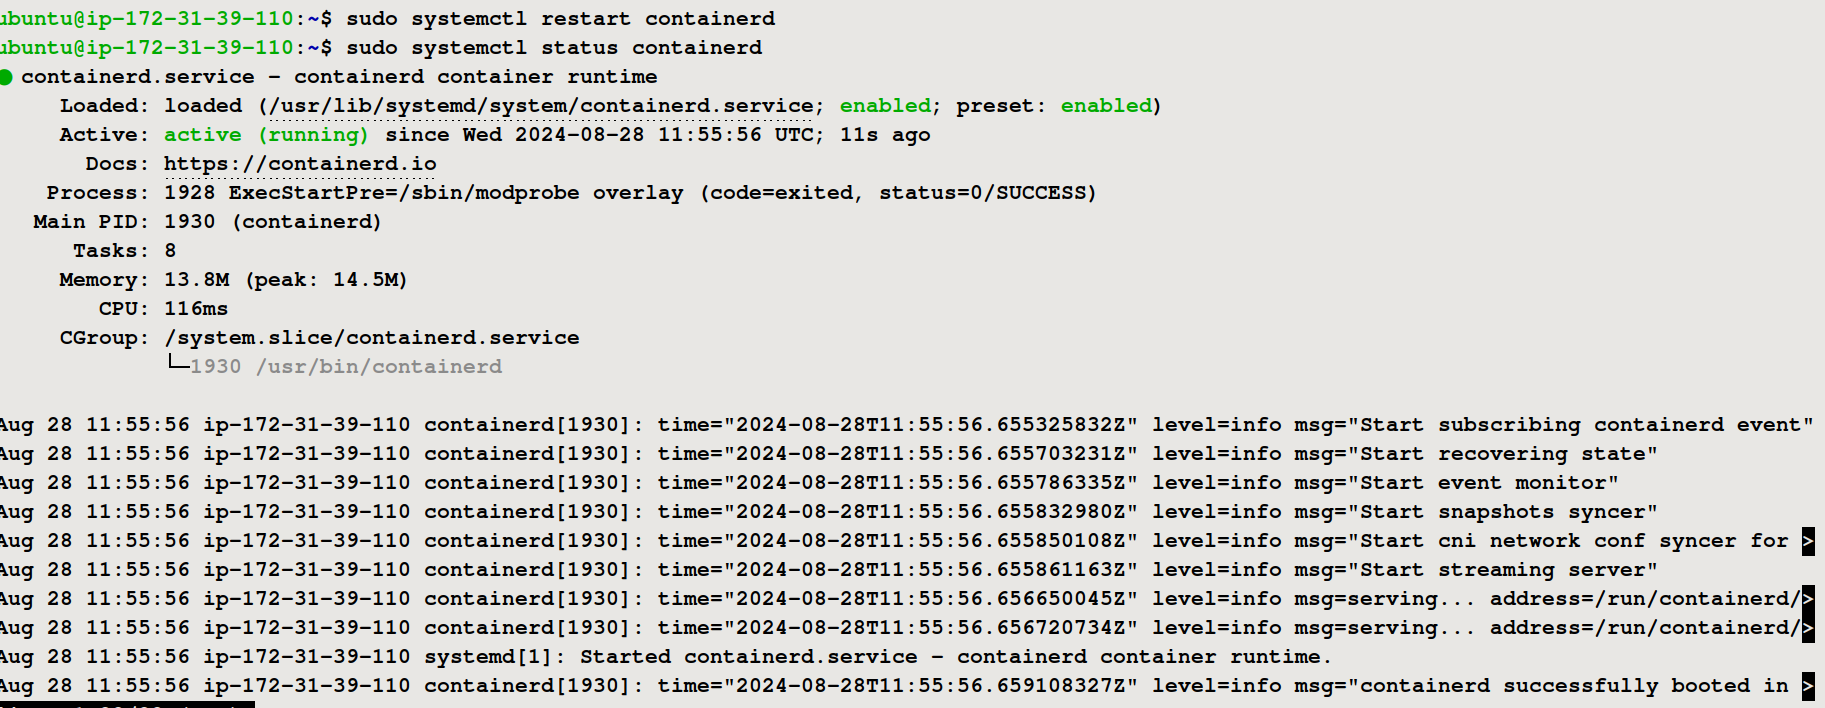 ubuntu@ip-172-31-39-110:~$ sudo systemctl restart containerd
ubuntu@ip-172-31-39-110:~$ sudo systemctl status containerd
● containerd.service - containerd container runtime
Loaded: loaded (/usr/lib/systemd/system/containerd.service; enabled; preset: enabled)
Active: active (running) since Wed 2024-08-28 11:55:56 UTC; 11s ago
Docs: https://containerd.io
Process: 1928 ExecStartPre=/sbin/modprobe overlay (code=exited, status=0/SUCCESS)
Main PID: 1930 (containerd)
Tasks: 8
Memory: 13.8M (peak: 14.5M)
CPU: 116ms
CGroup: /system.slice/containerd.service
└─1930 /usr/bin/containerd
Aug 28 11:55:56 ip-172-31-39-110 containerd[1930]: time="2024-08-28T11:55:56.655325832Z" level=info msg="Start subscribing containerd event"
Aug 28 11:55:56 ip-172-31-39-110 containerd[1930]: time="2024-08-28T11:55:56.655703231Z" level=info msg="Start recovering state"
Aug 28 11:55:56 ip-172-31-39-110 containerd[1930]: time="2024-08-28T11:55:56.655786335Z" level=info msg="Start event monitor"
Aug 28 11:55:56 ip-172-31-39-110 containerd[1930]: time="2024-08-28T11:55:56.655832980Z" level=info msg="Start snapshots syncer"
Aug 28 11:55:56 ip-172-31-39-110 containerd[1930]: time="2024-08-28T11:55:56.655850108Z" level=info msg="Start cni network conf syncer for >
Aug 28 11:55:56 ip-172-31-39-110 containerd[1930]: time="2024-08-28T11:55:56.655861163Z" level=info msg="Start streaming server"
Aug 28 11:55:56 ip-172-31-39-110 containerd[1930]: time="2024-08-28T11:55:56.656650045Z" level=info msg=serving... address=/run/containerd/>
Aug 28 11:55:56 ip-172-31-39-110 containerd[1930]: time="2024-08-28T11:55:56.656720734Z" level=info msg=serving... address=/run/containerd/>
Aug 28 11:55:56 ip-172-31-39-110 systemd[1]: Started containerd.service - containerd container runtime.
Aug 28 11:55:56 ip-172-31-39-110 containerd[1930]: time="2024-08-28T11:55:56.659108327Z" level=info msg="containerd successfully booted in >